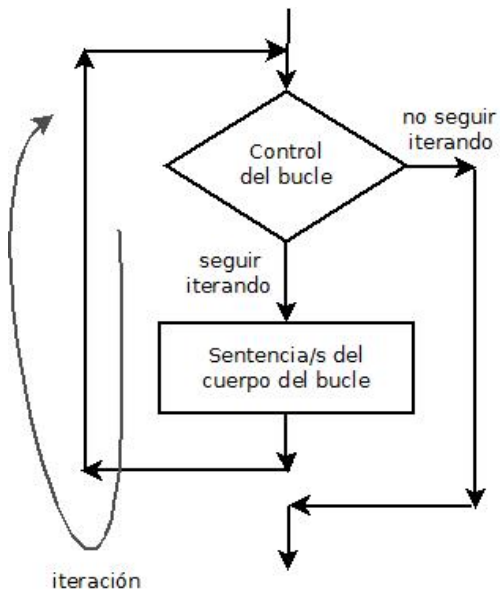 no seguir
iterando
Control
del bucle
seguir
iterando
Sentencia/s del
cuerpo del bucle
iteración